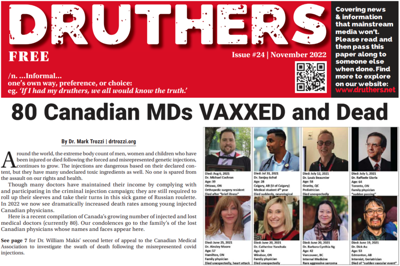 DRUTHERS
FREE
Issue #24 | November 2022
/n. ...Informal...
one's own way, preference, or choice:
eg. 'If I had my druthers, we all would know the truth.'
Covering news
& information
that mainstream
media won't.
Please read and
then pass this
paper along to
someone else
when done. Find
more to explore
on our website:
www.druthers.net
80 Canadian MDs VAXXED and Dead
By Dr. Mark Trozzi | drtrozzi.org
Around the world, the extreme body count of men, women and children who have
been injured or died following the forced and misrepresented genetic injections,
continues to grow. The injections are dangerous based on their declared con-
tent, but they have many undeclared toxic ingredients as well. No one is spared from
the assault on our rights and health.
Though many doctors have maintained their income by complying with
and participating in the criminal injection campaign; they are still required to
roll up their sleeves and take their turns in this sick game of Russian roulette.
In 2022 we now see dramatically increased death rates among young injected
Canadian physicians.
Below is a recent compilation of Canada's growing number of injected and lost
medical doctors (currently 80). Our condolences go to the family's of the lost
Canadian physicians whose names and faces appear here.
See page 7 for Dr. William Makis' second letter of appeal to the Canadian Medical
Association to investigate the death of doctors following the misrepresented covid
injections.